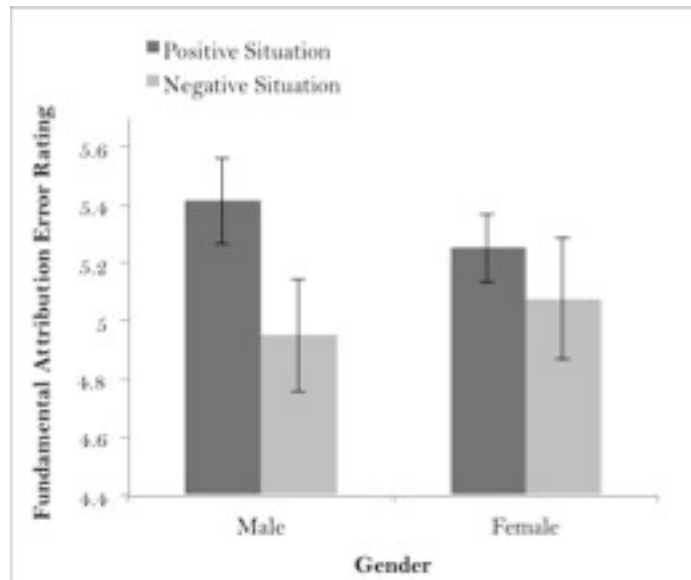 Positive Situation
Negative Situation
Fundamental Attribution Error Rating
5.6
5.4
5.2
5
4.8
4.6
4.4
Male Female
Gender